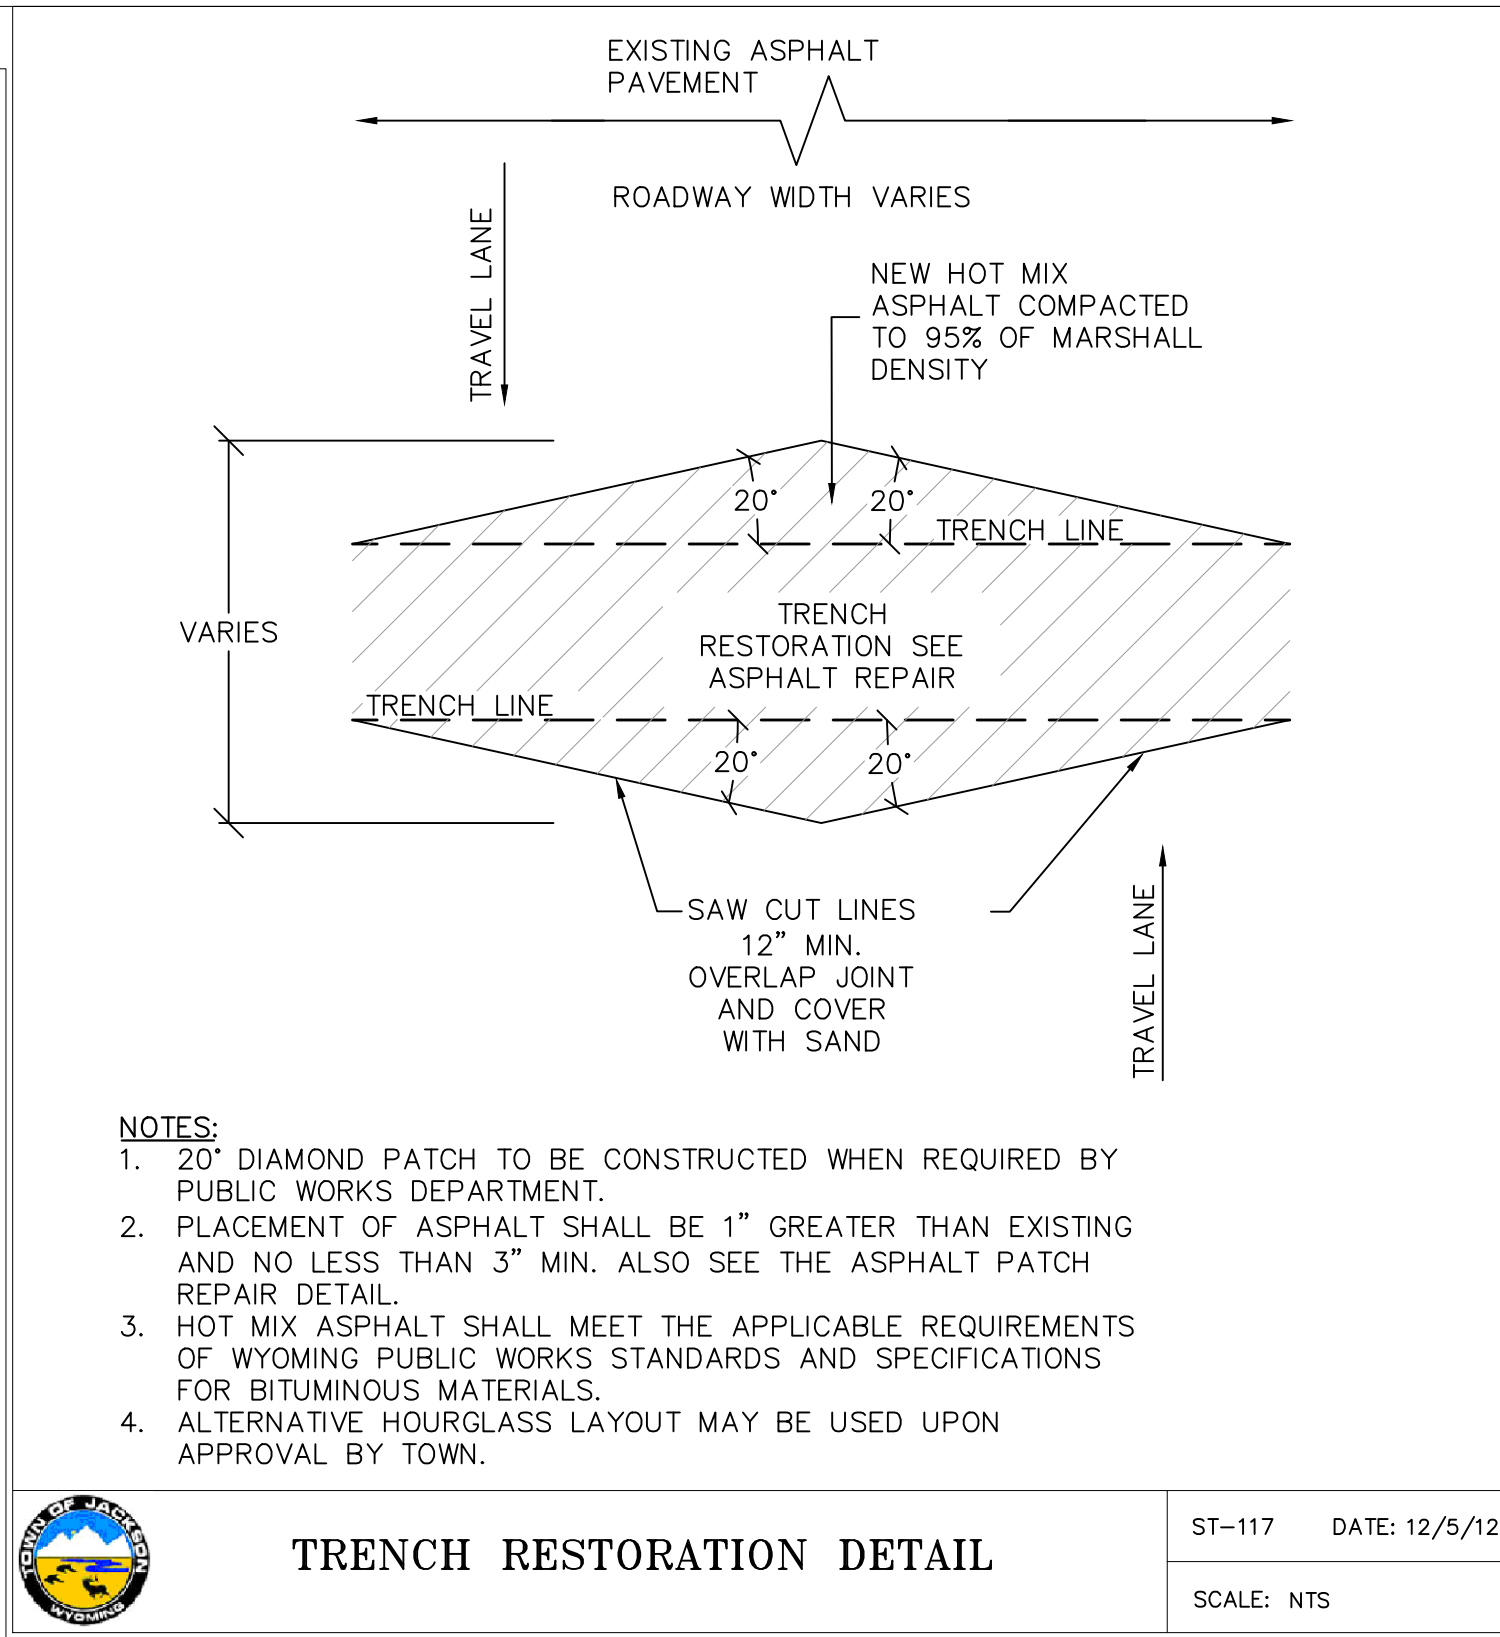 EXISTING ASPHALT
PAVEMENT
ROADWAY WIDTH VARIES
TRAVEL LANE
NEW HOT MIX
ASPHALT COMPACTED
TO 95% OF MARSHALL
DENSITY
20°
20°
TRENCH LINE
VARIES
TRENCH
RESTORATION SEE
ASPHALT REPAIR
TRENCH LINE
20°
20°
SAW CUT LINES
12” MIN.
OVERLAP JOINT
AND COVER
WITH SAND
TRAVEL LANE
NOTES:
1. 20° DIAMOND PATCH TO BE CONSTRUCTED WHEN REQUIRED BY
PUBLIC WORKS DEPARTMENT.
2. PLACEMENT OF ASPHALT SHALL BE 1” GREATER THAN EXISTING
AND NO LESS THAN 3” MIN. ALSO SEE THE ASPHALT PATCH
REPAIR DETAIL.
3. HOT MIX ASPHALT SHALL MEET THE APPLICABLE REQUIREMENTS
OF WYOMING PUBLIC WORKS STANDARDS AND SPECIFICATIONS
FOR BITUMINOUS MATERIALS.
4. ALTERNATIVE HOURGLASS LAYOUT MAY BE USED UPON
APPROVAL BY TOWN.
TOWN OF JACKSON
WYOMING
TRENCH RESTORATION DETAIL
ST-117 DATE: 12/5/12
SCALE: NTS